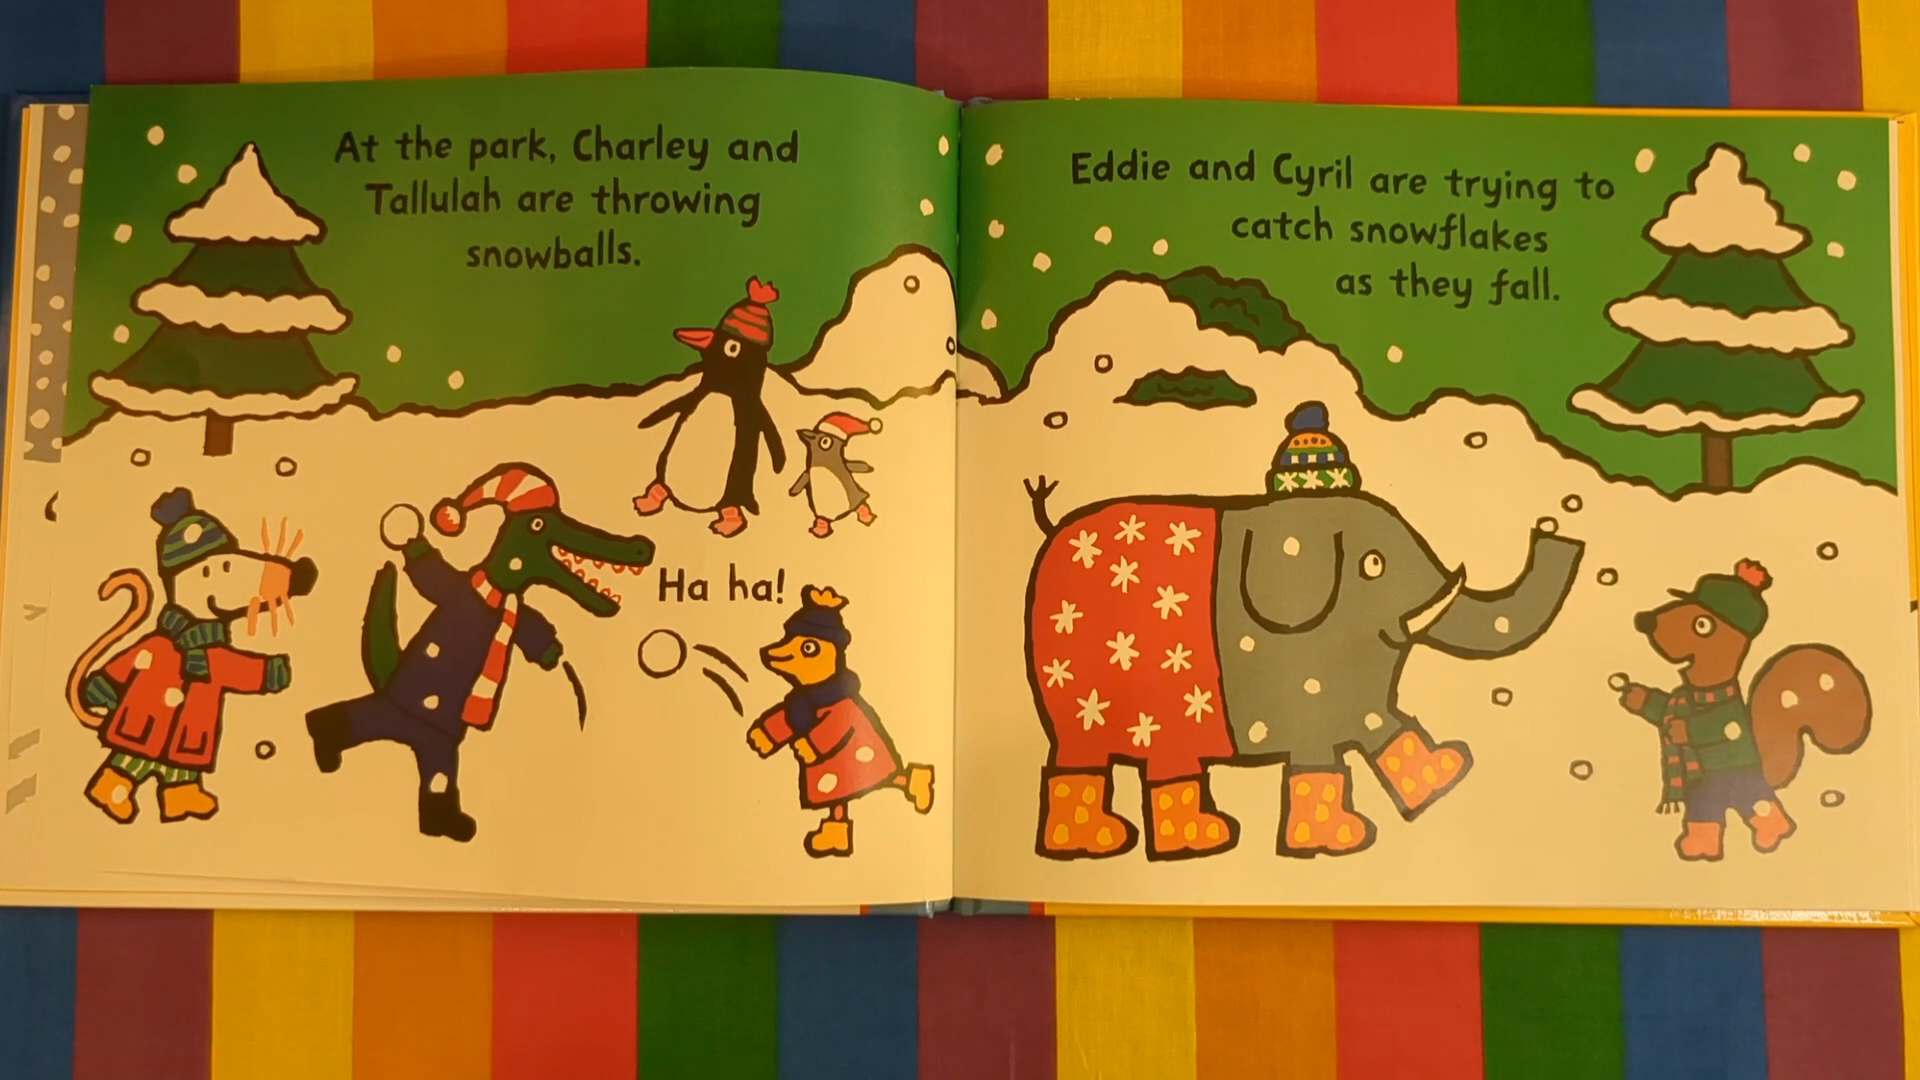 At the park, Charley and
Tallulah are throwing
snowballs.
Ha ha!
Eddie and Cyril are trying to
catch snowflakes
as they fall.